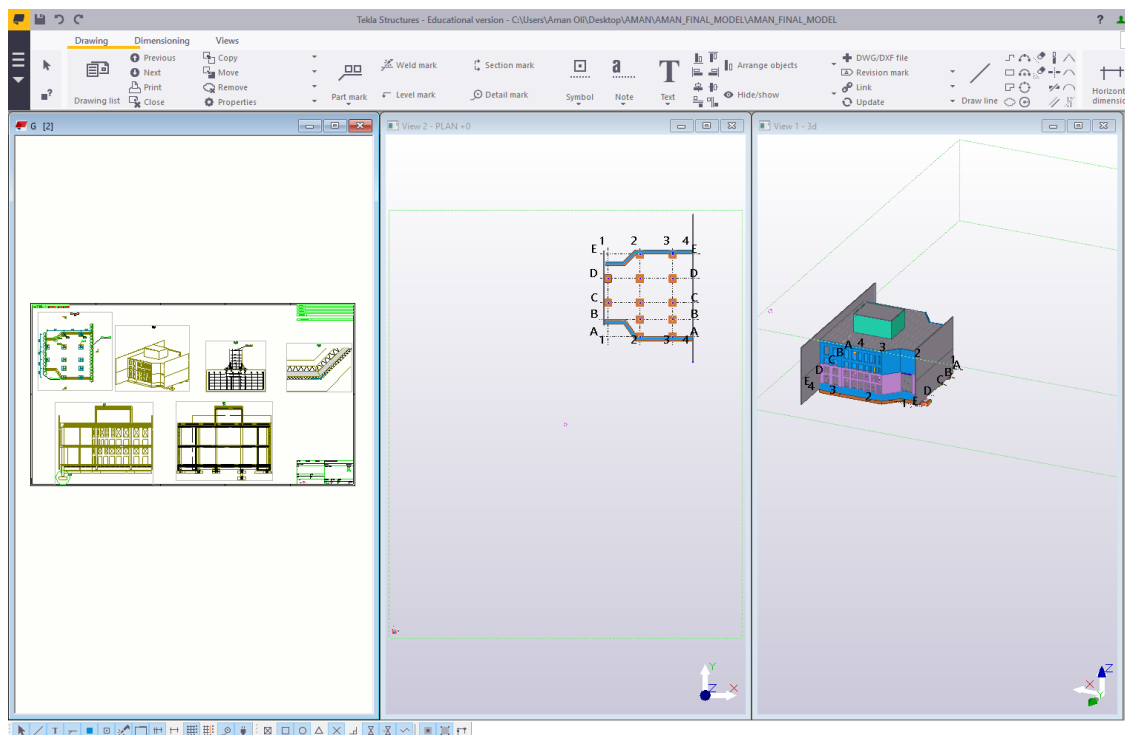 Tekla Structures - Educational version - C:\Users\Aman Oli\Desktop\AMAN\AMAN_FINAL_MODEL\AMAN_FINAL_MODEL
?
Drawing Dimensioning Views
Previous Copy DWG/DXF file
Next Move Weld mark Section mark Arrange objects Revision mark
Print Remove Link
Drawing list Close Properties Part mark Level mark Detail mark Symbol Note Text Hide/show Update Draw line
a T
Horizont
dimensio
G [2] View 2 - PLAN +0 View 1 - 3d
1 2 3 4
E E
D D
C C
B B
A A
1 2 3 4
A 4 3 2
B
C
D
E
4 3 2 1
1
A
B
C
D
E
Y
Z X
Z
X
Y